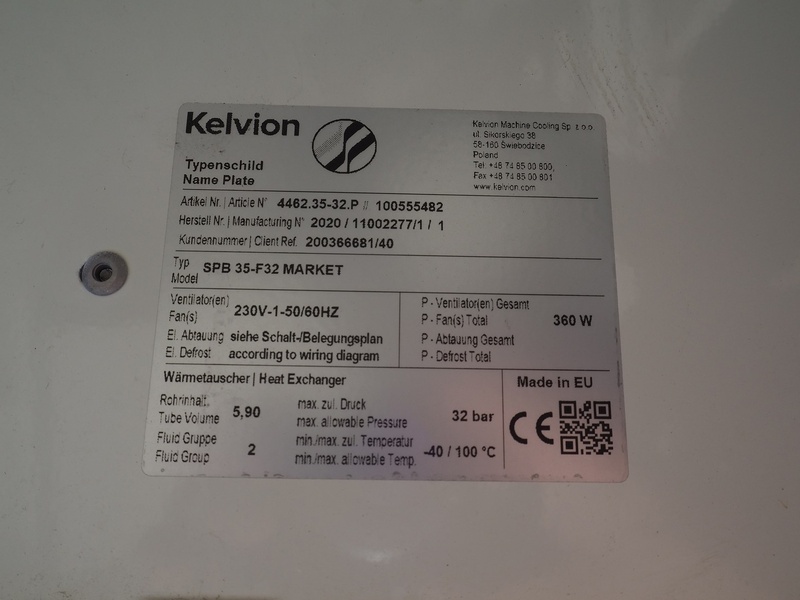 Kelvion
Typenschild
Name Plate
Kelvion Machine Cooling Sp. z o.o
ul. Sikorskiego 38
58-160 Świebodzice
Poland
Tel. +48 74 85 00 800,
Fax +48 74 85 00 801
www.kelvion.com
Artikel Nr. | Article N° 4462.35-32.P // 100555482
Herstell Nr. | Manufacturing N° 2020 / 11002277/1 / 1
Kundennummer | Client Ref. 200366681/40
Typ
Model
SPB 35-F32 MARKET
Ventilator(en)
Fan(s)
230V-1-50/60HZ
El. Abtauung siehe Schalt-/Belegungsplan
El. Defrost according to wiring diagram
P - Ventilator(en) Gesamt
P - Fan(s) Total 360 W
P - Abtauung Gesamt
P - Defrost Total
Wärmetauscher | Heat Exchanger
Rohrinhalt.
Tube Volume
5,90
max. zul. Druck
max. allowable Pressure
32 bar
Fluid Gruppe
Fluid Group
2
min./max. zul. Temperatur
min./max. allowable Temp.
-40 / 100 °C
Made in EU
CE